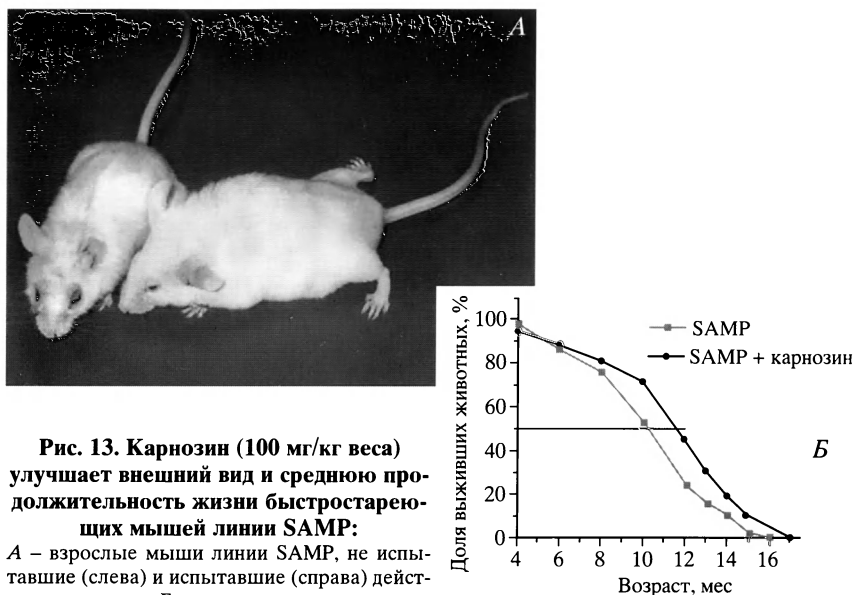 А
Рис. 13. Карнозин (100 мг/кг веса)
улучшает внешний вид и среднюю про-
должительность жизни быстростарею-
щих мышей линии SAMP:
А – взрослые мыши линии SAMP, не испы-
тавшие (слева) и испытавшие (справа) дейст-
Доля выживших животных, %
100
80
60
40
20
0
4 6 8 10 12 14 16
Возраст, мес
SAMP
SAMP + карнозин
Б